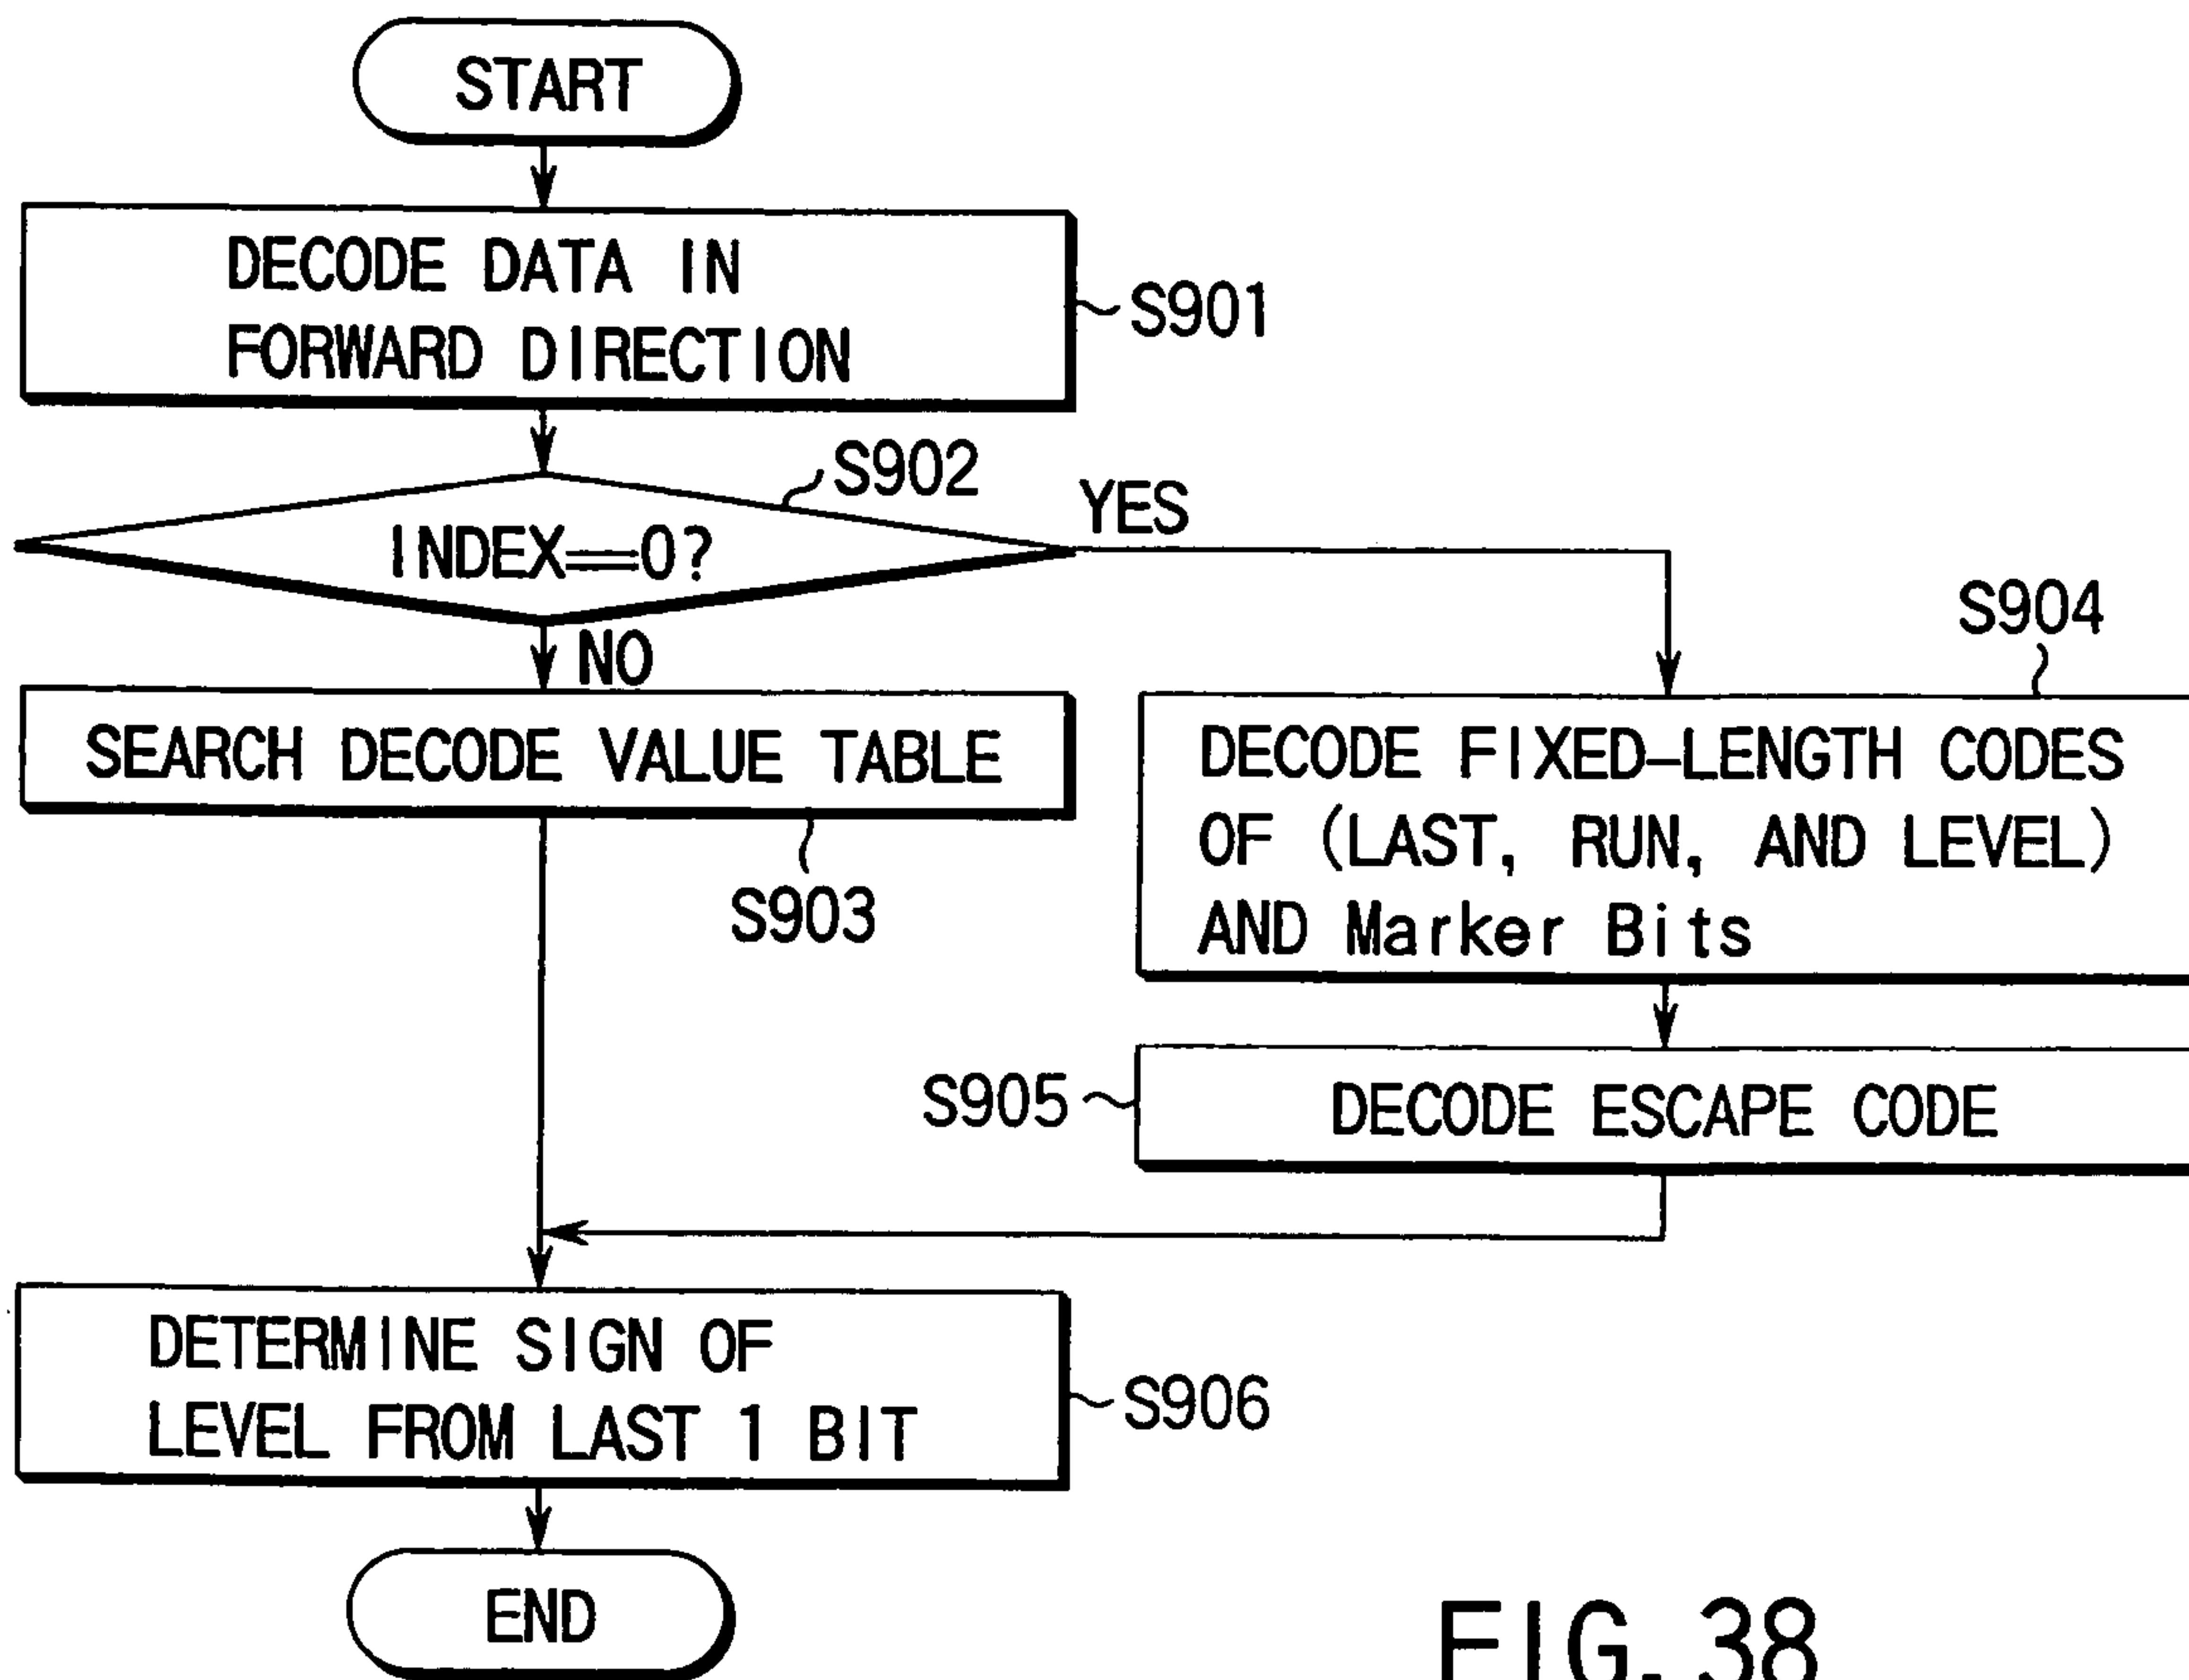 START
DECODE DATA IN
FORWARD DIRECTION
S901
S902
INDEX==0?
YES
NO
SEARCH DECODE VALUE TABLE
S903
S904
DECODE FIXED-LENGTH CODES
OF (LAST, RUN, AND LEVEL)
AND Marker Bits
S905
DECODE ESCAPE CODE
DETERMINE SIGN OF
LEVEL FROM LAST 1 BIT
S906
END
FIG. 38